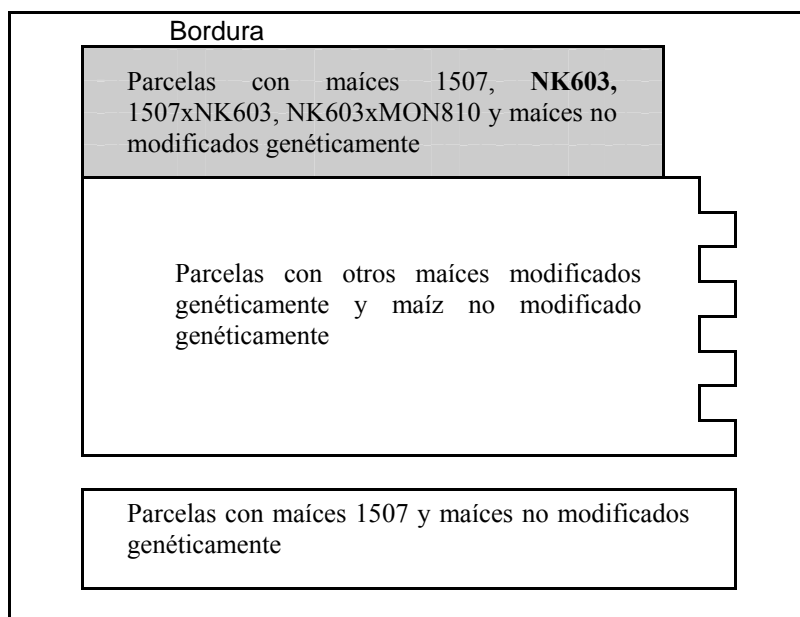 Bordura
Parcelas con maíces 1507, NK603,
1507xNK603, NK603xMON810 y maíces no
modificados genéticamente
Parcelas con otros maíces modificados
genéticamente y maíz no modificado
genéticamente
Parcelas con maíces 1507 y maíces no modificados
genéticamente